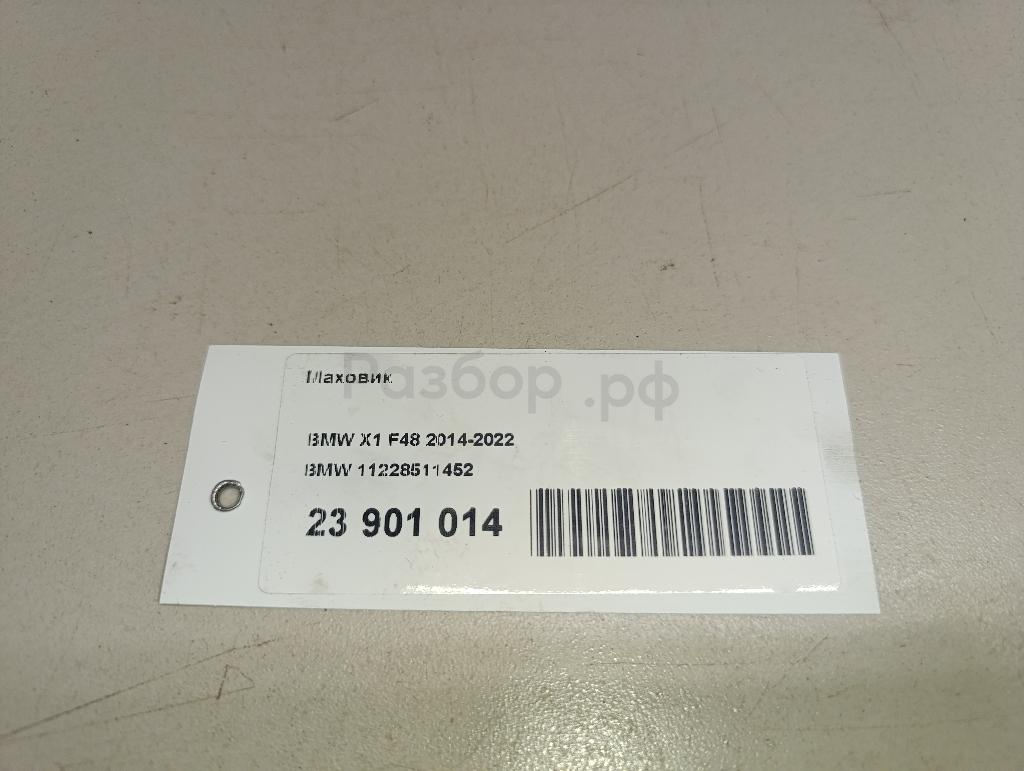 Маховик
Разбор.рф
BMW X1 F48 2014-2022
BMW 11228511452
23 901 014